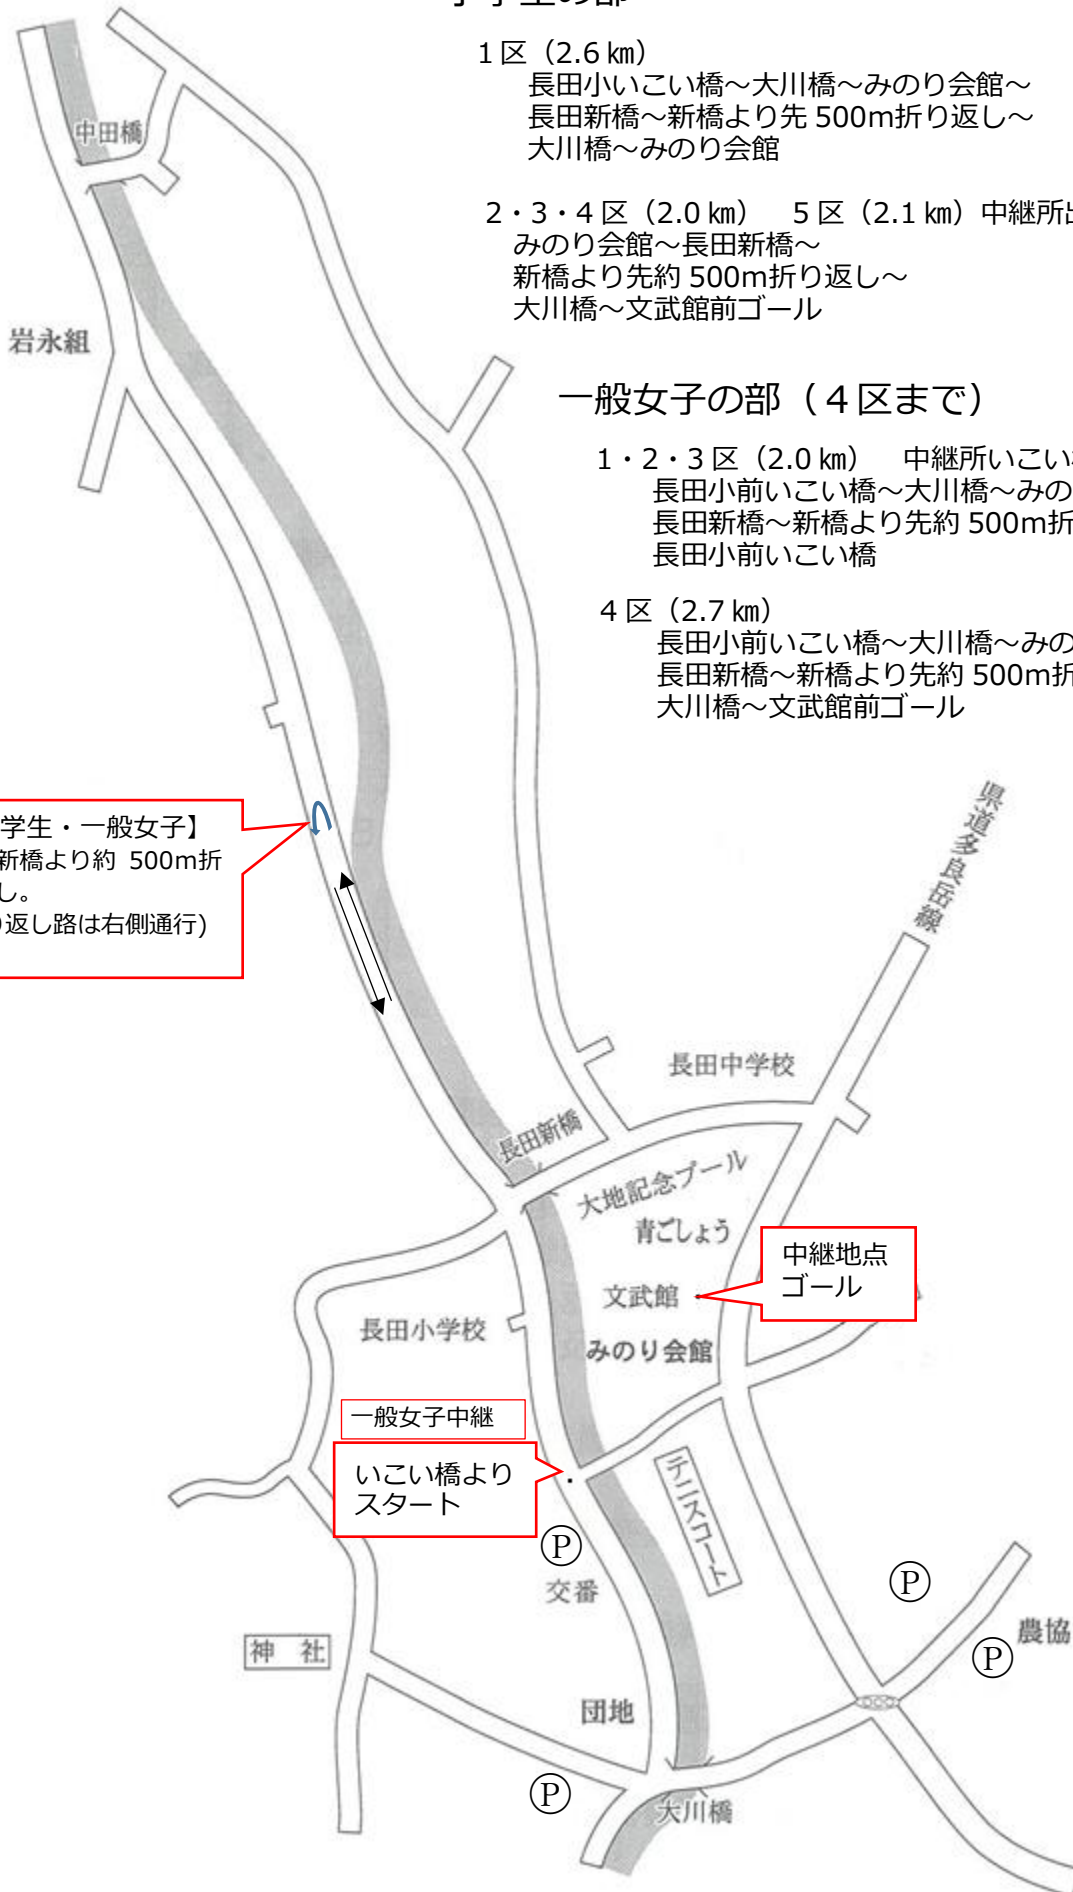 1区（2.6㎞）
長田小いこい橋～大川橋～みのり会館～
長田新橋～新橋より先500m折り返し～
大川橋～みのり会館
2・3・4区（2.0㎞）　5区（2.1㎞）中継所
みのり会館～長田新橋～
新橋より先約500m折り返し～
大川橋～文武館前ゴール
一般女子の部（4区まで）
1・2・3区（2.0㎞）　中継所いこい
長田小前いこい橋～大川橋～みの
長田新橋～新橋より先約500m折
長田小前いこい橋
4区（2.7㎞）
長田小前いこい橋～大川橋～みの
長田新橋～新橋より先約500m折
大川橋～文武館前ゴール
中田橋
岩永組
学生・一般女子】
新橋より約 500m折
し。
り返し路は右側通行)
県道多良岳線
長田中学校
長田新橋
大地記念プール
青ごしょう
中継地点
ゴール
文武館
長田小学校
みのり会館
一般女子中継
いこい橋より
スタート
テニスコート
P
交番
P
農協
P
神　社
団地
P
大川橋